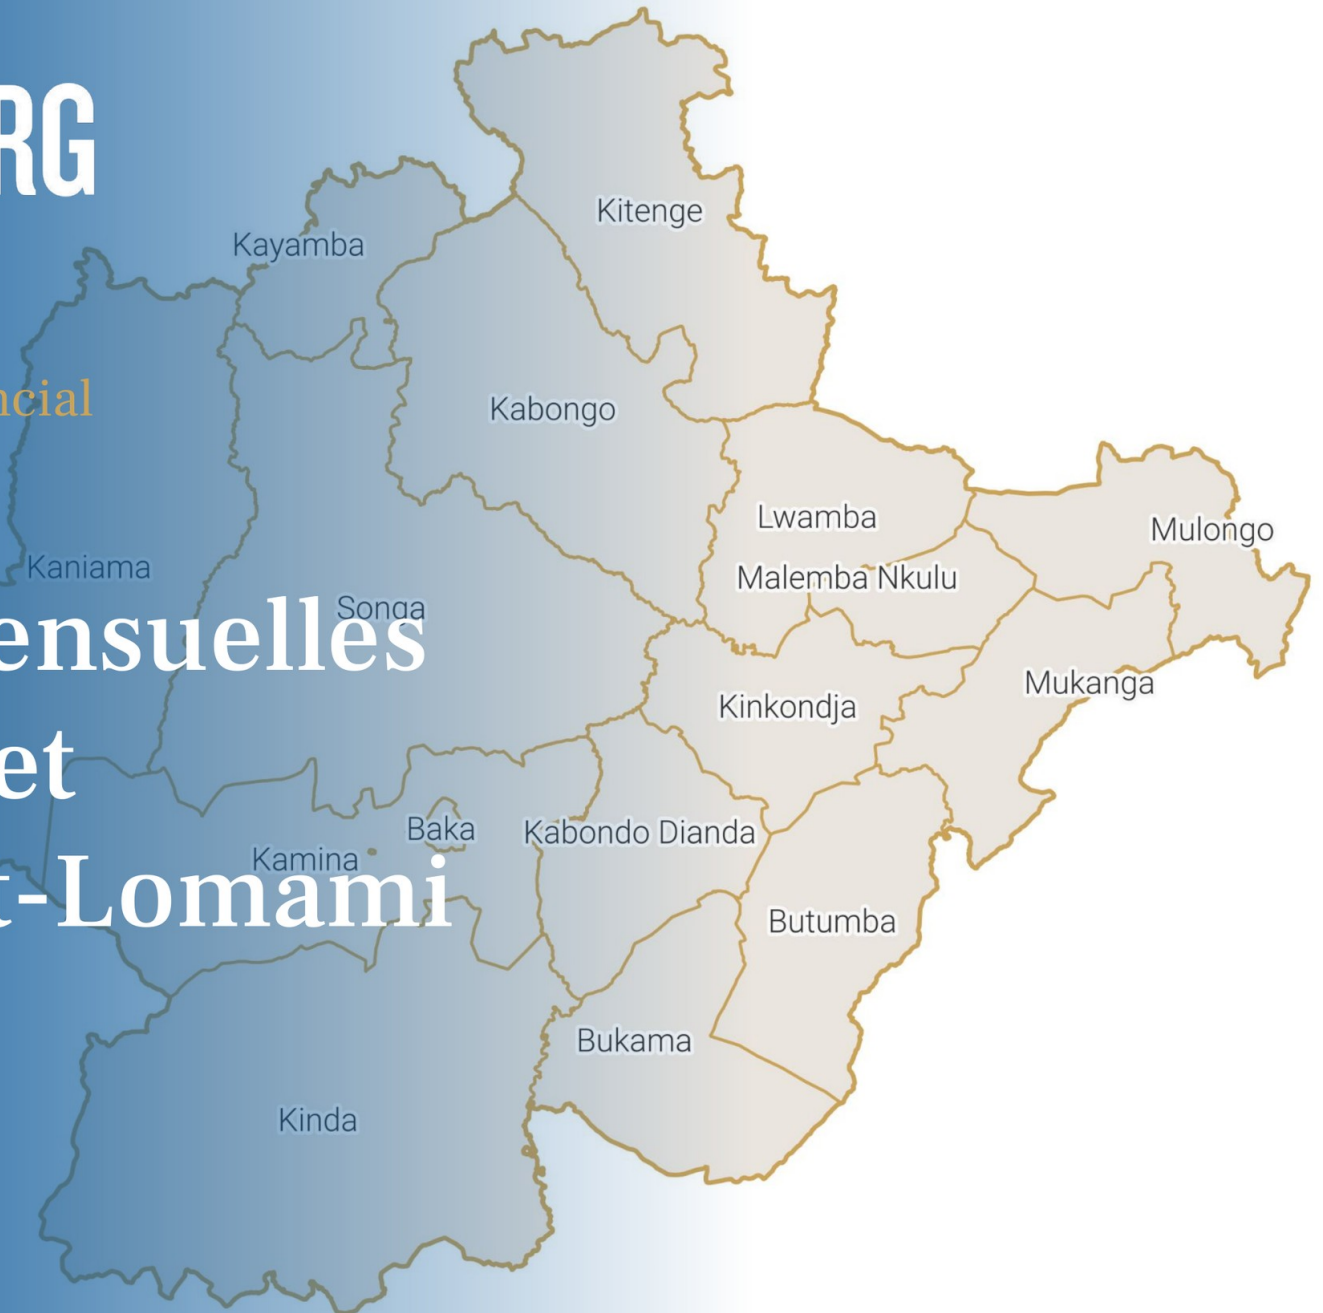 RG
Kitenge
Kayamba
ncial
Kabongo
Lwamba
Mulongo
Kaniama
Malemba Nkulu
Songa
ensuelles
Mukanga
Kinkondja
et
Baka
Kabondo Dianda
Kamina
t-Lomami
Butumba
Bukama
Kinda